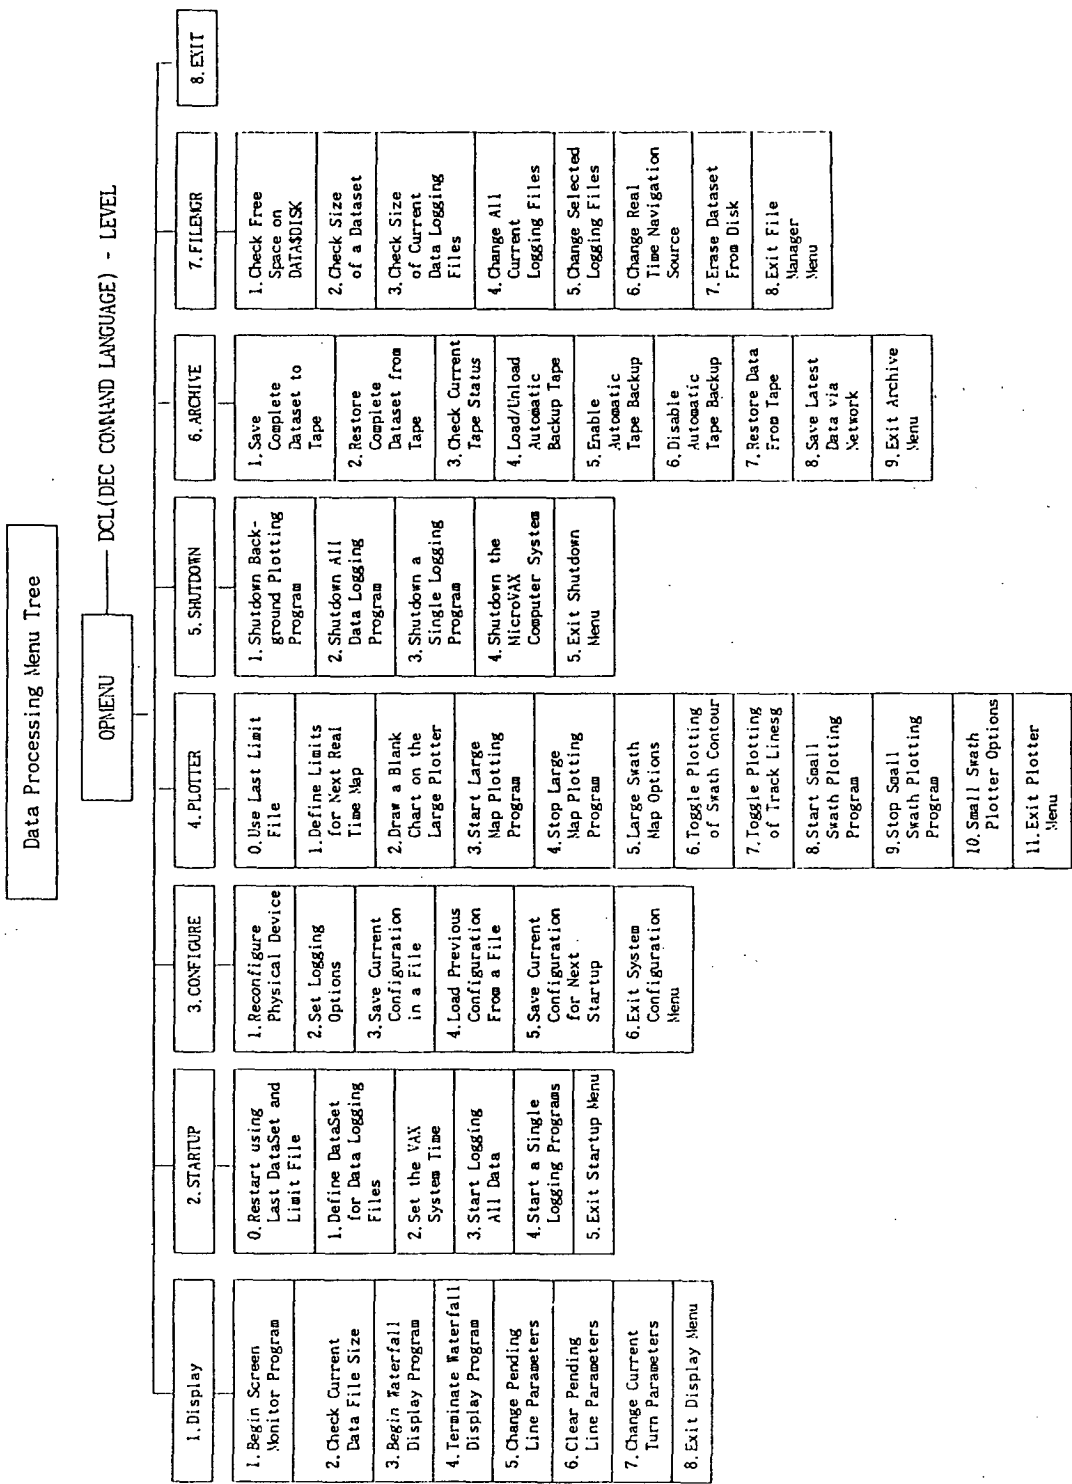 Data Processing Menu Tree
OPMENU
DCL(DEC COMMAND LANGUAGE) - LEVEL
1.Display
1.Begin Screen
Monitor Program
2.Check Current
Data File Size
3.Begin Waterfall
Display Program
4.Terminate Waterfall
Display Program
5.Change Pending
Line Parameters
6.Clear Pending
Line Parameters
7.Change Current
Turn Parameters
8.Exit Display Menu
2.STARTUP
0.Restart using
Last DataSet and
Limit File
1.Define DataSet
for Data Logging
Files
2.Set the VAX
System Time
3.Start Logging
All Data
4.Start a Single
Logging Programs
5.Exit Startup Menu
3.CONFIGURE
1.Reconfigure
Physical Device
2.Set Logging
Options
3.Save Current
Configuration
in a File
4.Load Previous
Configuration
From a File
5.Save Current
Configuration
for Next
Startup
6.Exit System
Configuration
Menu
4.PLOTTER
0.Use Last Limit
File
1.Define Limits
for Next Real
Time Map
2.Draw a Blank
Chart on the
Large Plotter
3.Start Large
Map Plotting
Program
4.Stop Large
Map Plotting
Program
5.Large Swath
Map Options
6.Toggle Plotting
of Swath Contour
7.Toggle Plotting
of Track Linesg
8.Start Small
Swath Plotting
Program
9.Stop Small
Swath Plotting
Program
10.Small Swath
Plotter Options
11.Exit Plotter
Menu
5.SHUTDOWN
1.Shutdown Back-
ground Plotting
Program
2.Shutdown All
Data Logging
Program
3.Shutdown a
Single Logging
Program
4.Shutdown the
MicroVAX
Computer System
5.Exit Shutdown
Menu
6.ARCHIVE
1.Save
Complete
Dataset to
Tape
2.Restore
Complete
Dataset from
Tape
3.Check Current
Tape Status
4.Load/Unload
Automatic
Backup Tape
5.Enable
Automatic
Tape Backup
6.Disable
Automatic
Tape Backup
7.Restore Data
From Tape
8.Save Latest
Data via
Network
9.Exit Archive
Menu
7.FILEMGR
1.Check Free
Space on
DATA$DISK
2.Check Size
of a Dataset
3.Check Size
of Current
Data Logging
Files
4.Change All
Current
Logging Files
5.Change Selected
Logging Files
6.Change Real
Time Navigation
Source
7.Erase Dataset
From Disk
8.Exit File
Manager
Menu
8.EXIT